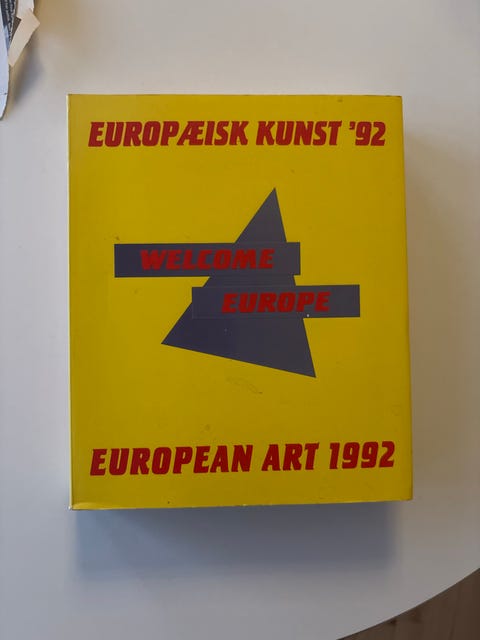 EUROPÆISK KUNST '92
WELCOME
EUROPE
EUROPEAN ART 1992